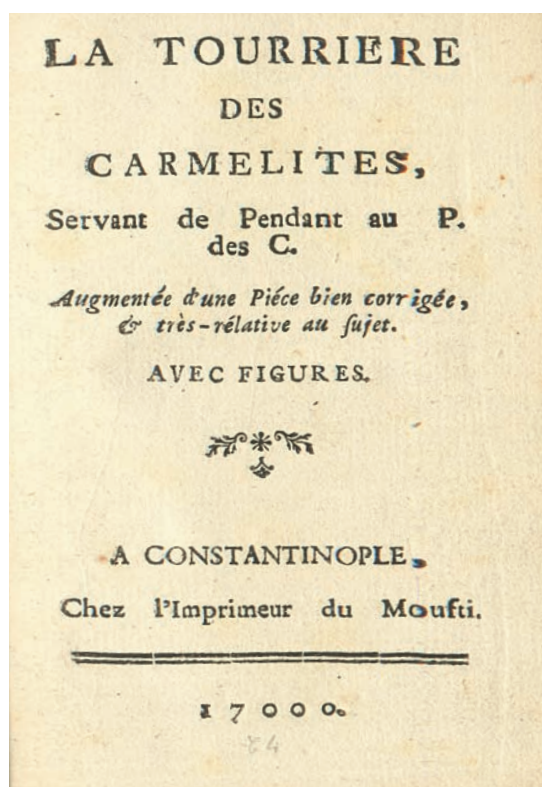 LA TOURRIERE
DES
CARMELITES,
Servant de Pendant au P.
des C.
Augmentée d'une Piéce bien corrigée,
& très-rélative au ſujet.
AVEC FIGURES.
A CONSTANTINOPLE,
Chez l'Imprimeur du Moufti.
17000.